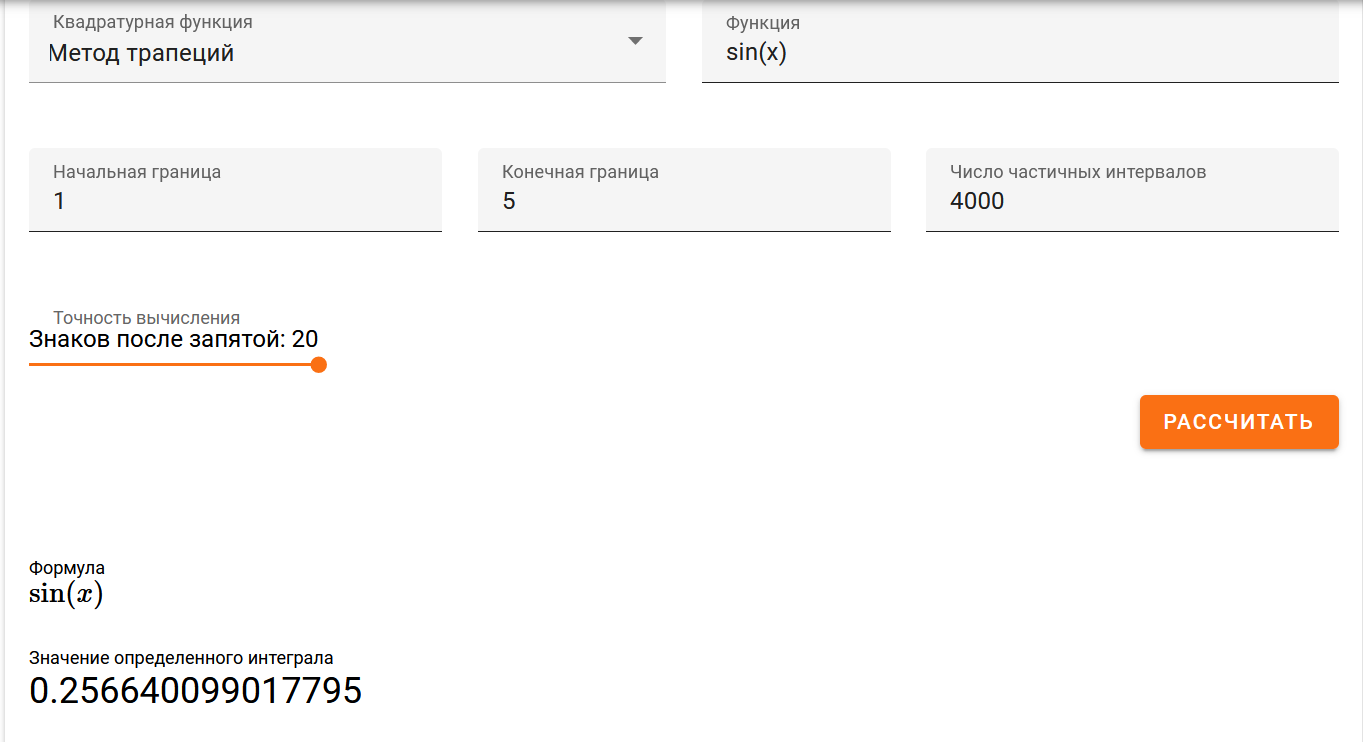 Квадратурная функция
Функция
Метод трапеций
sin(x)
Начальная граница
Конечная граница
Число частичных интервалов
1
5
4000
Точность вычисления
Знаков после запятой: 20
РАССЧИТАТЬ
Формула
sin(x)
Значение определенного интеграла
0.256640099017795